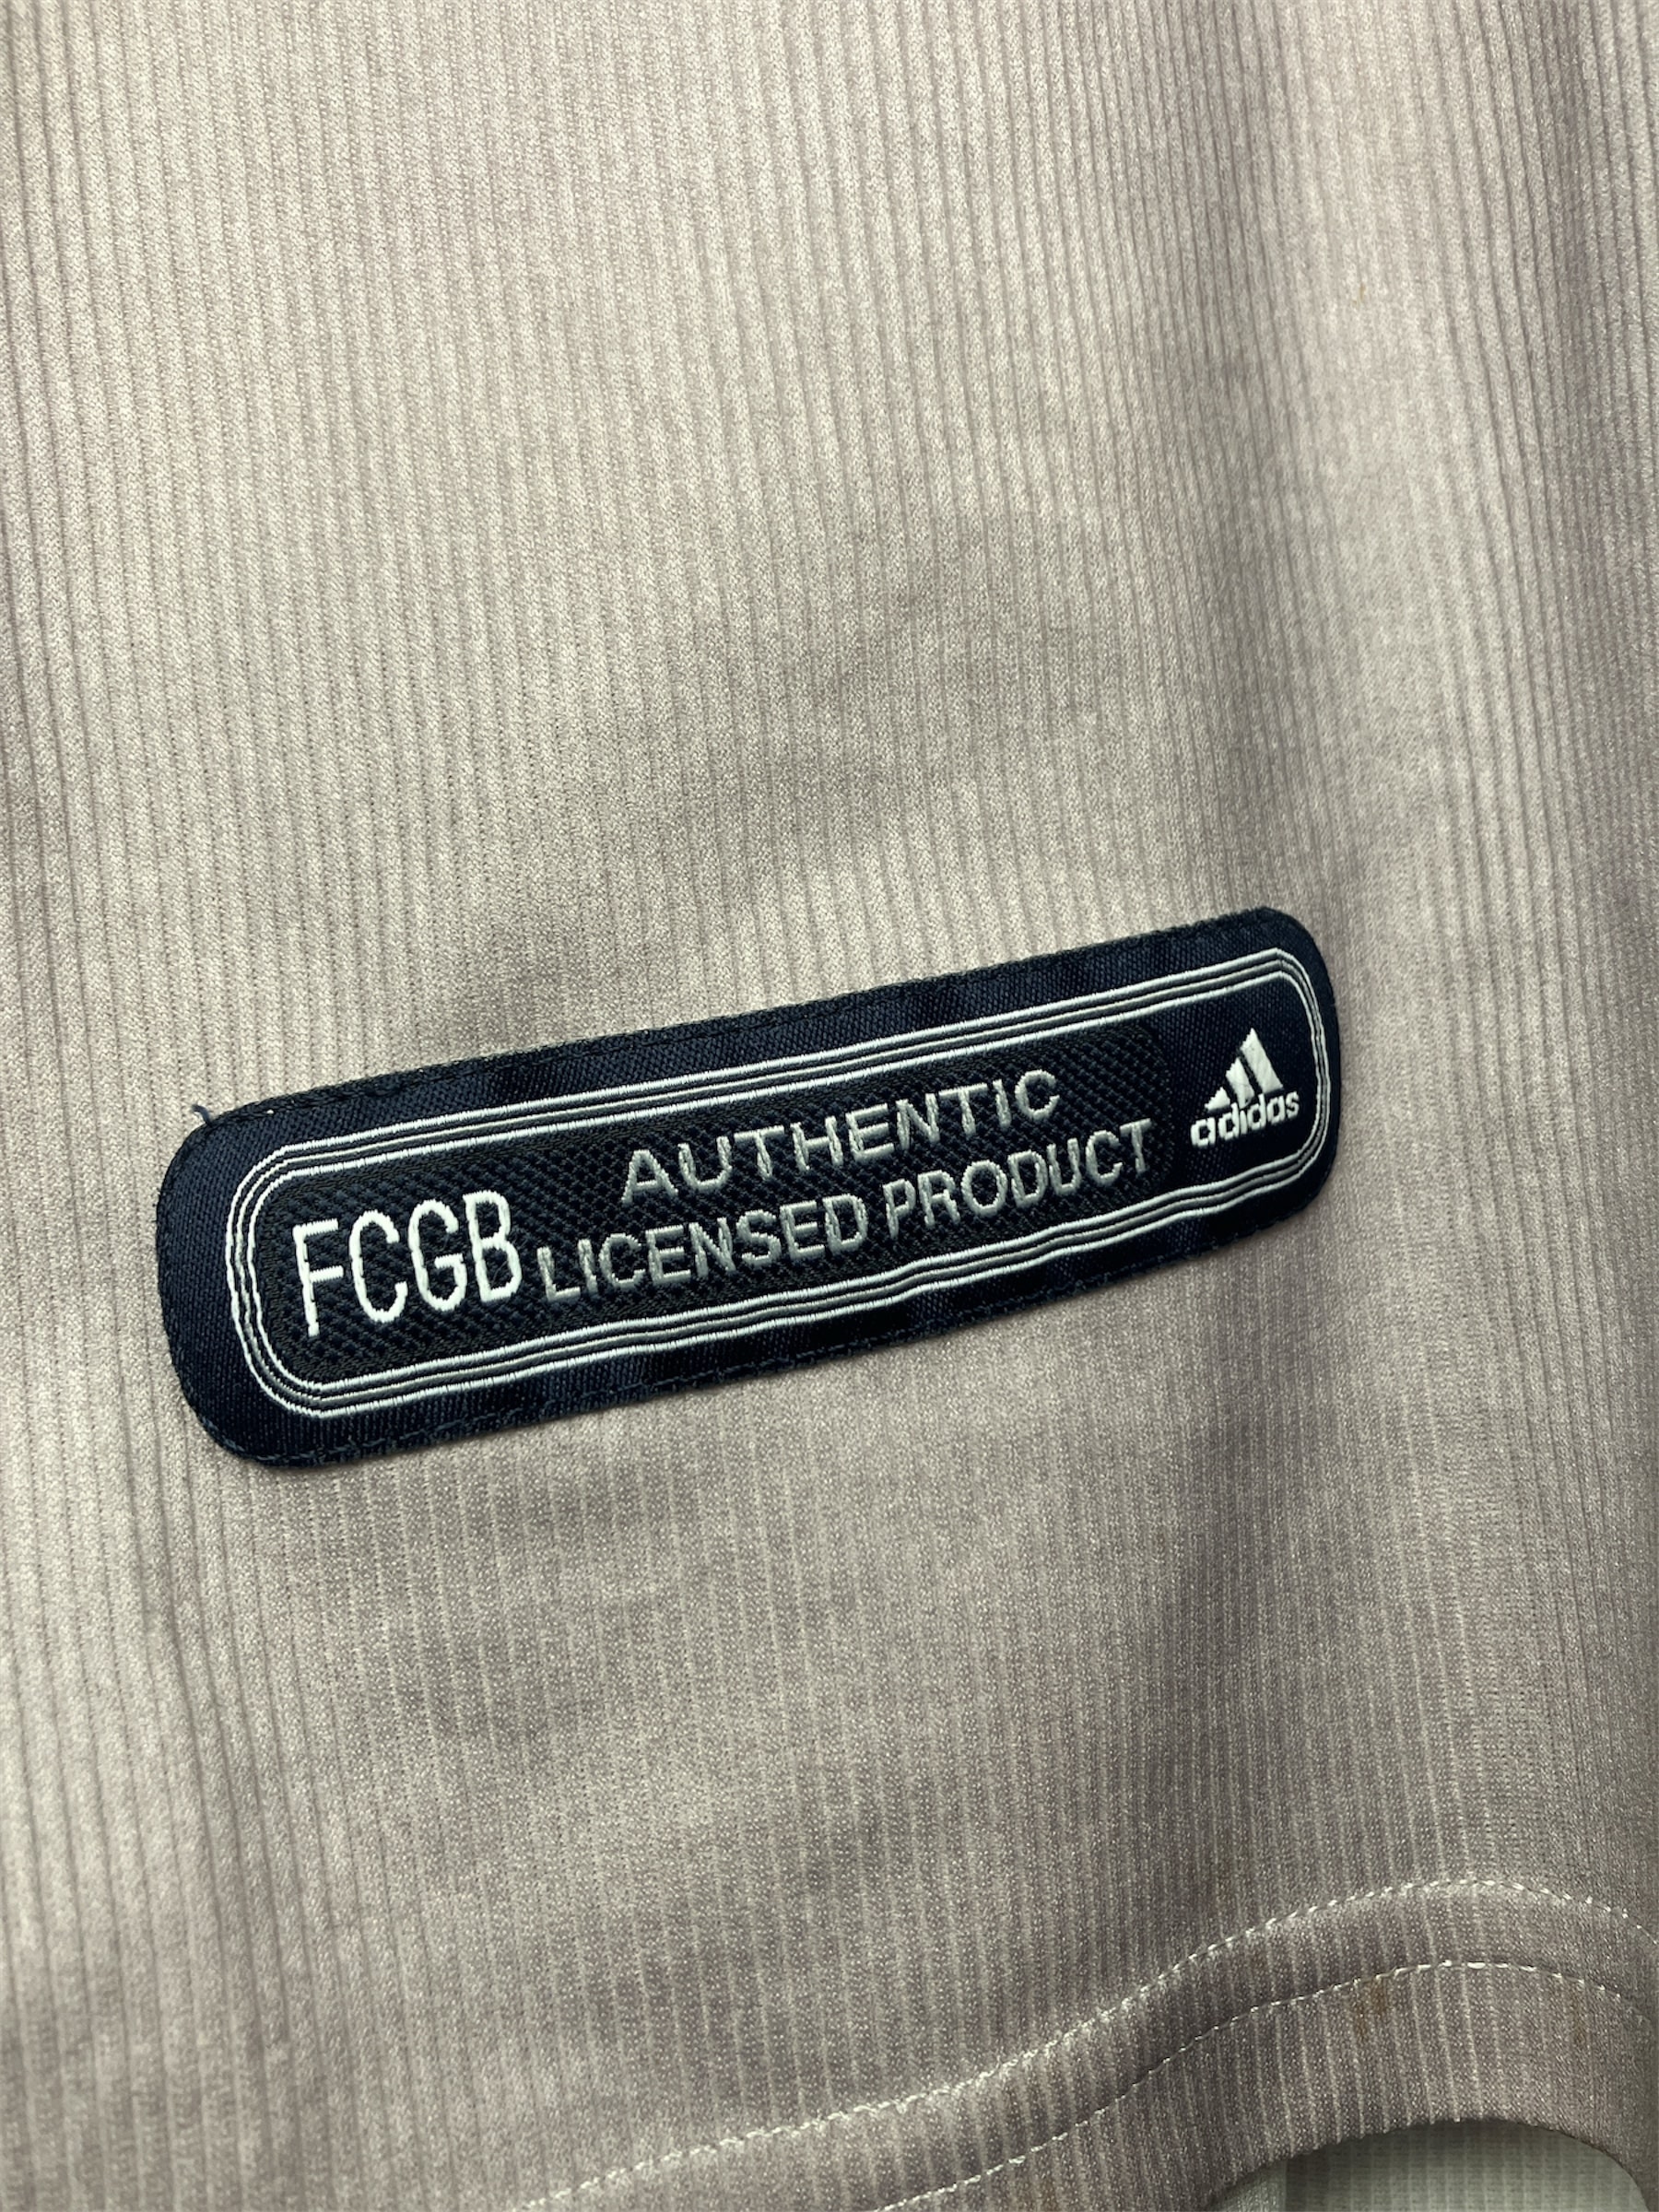 FCGB
AUTHENTIC
LICENSED PRODUCT
adidas